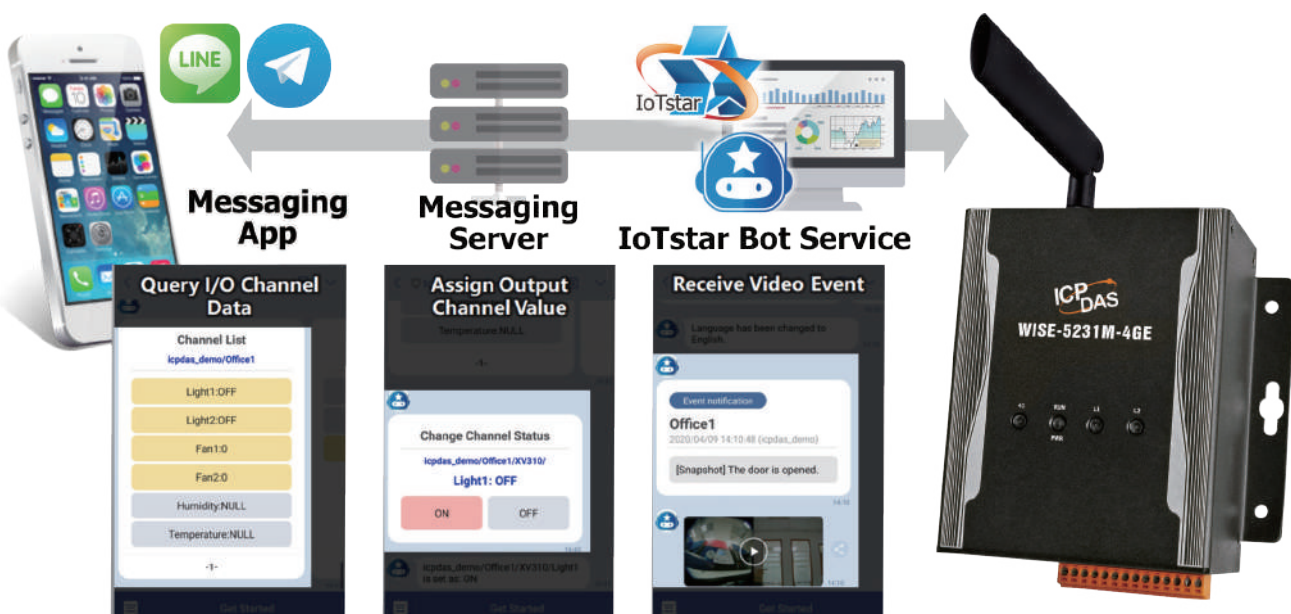 LINE
IoTstar
Messaging
App
Messaging
Server
IoTstar Bot Service
Query I/O Channel
Data
Channel List
icpdas_demo/Office1
Light1:OFF
Light2:OFF
Fan1:0
Fan2:0
Humidity:NULL
Temperature:NULL
-1-
Assign Output
Channel Value
Temperature:NULL
-1-
Change Channel Status
icpdas_demo/Office1/XV310/
Light1: OFF
ON
OFF
icpdas_demo/Office1/XV310/Light1
is set as: ON
Get Started
Receive Video Event
Language has been changed to
English.
Event notification
Office1
2020/04/09 14:10:48 (icpdas_demo)
[Snapshot] The door is opened.
14:10
Get Started
ICP
DAS
WISE-5231M-4GE
RUN
L1
L2
PWR